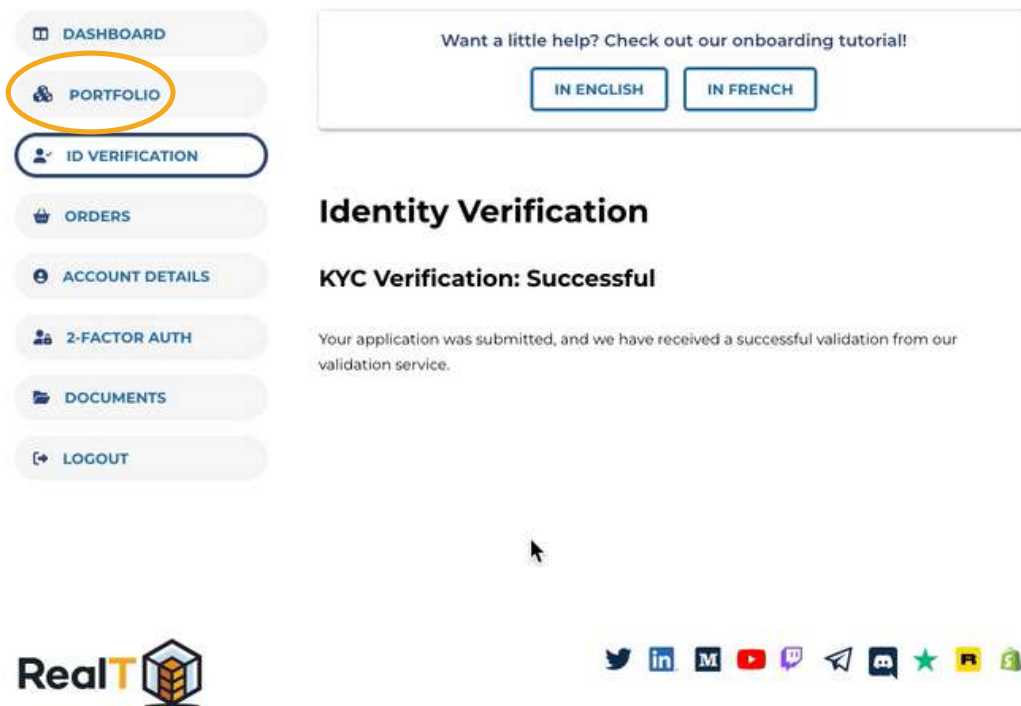 DASHBOARD
PORTFOLIO
ID VERIFICATION
ORDERS
ACCOUNT DETAILS
2-FACTOR AUTH
DOCUMENTS
LOGOUT
Want a little help? Check out our onboarding tutorial!
IN ENGLISH
IN FRENCH
Identity Verification
KYC Verification: Successful
Your application was submitted, and we have received a successful validation from our
validation service.
RealT